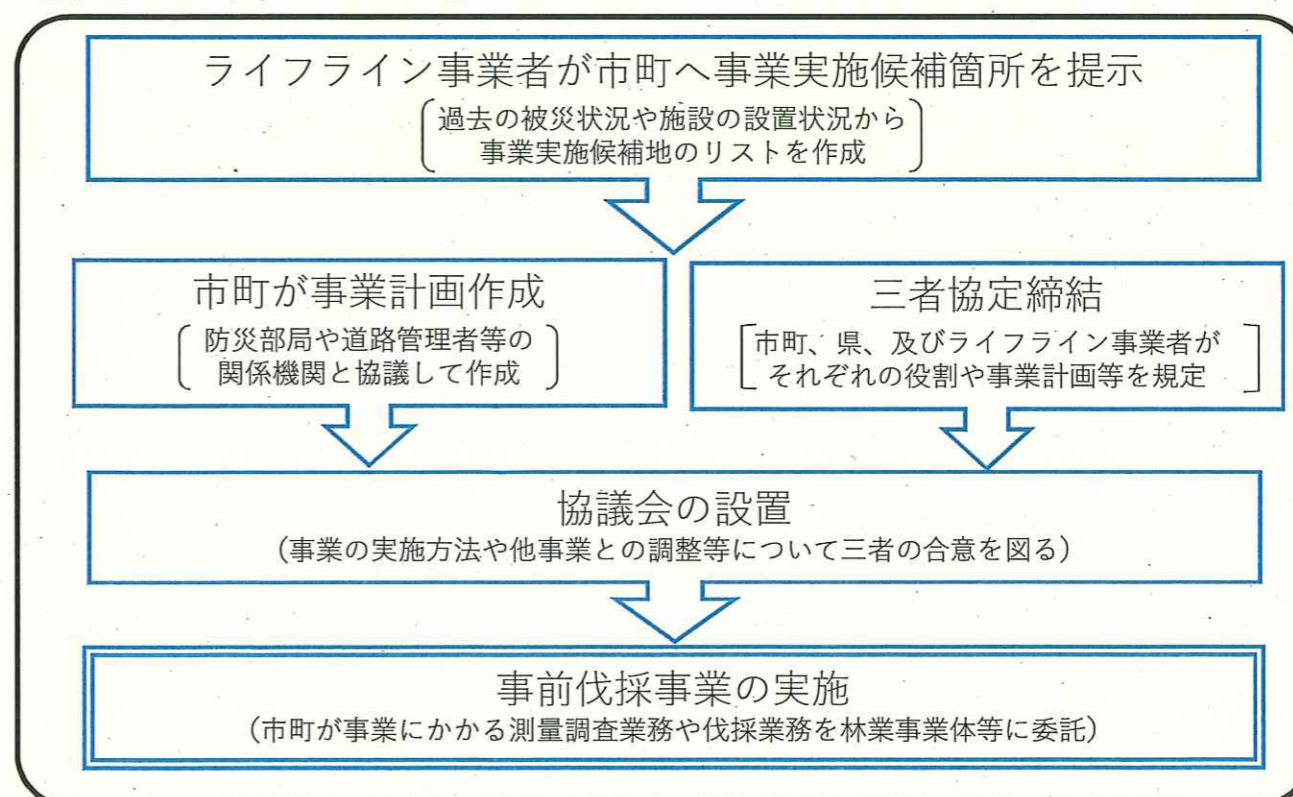 ライフライン事業者が市町へ事業実施候補箇所を提示
過去の被災状況や施設の設置状況から
事業実施候補地のリストを作成
市町が事業計画作成
防災部局や道路管理者等の
関係機関と協議して作成
三者協定締結
市町、県、及びライフライン事業者が
それぞれの役割や事業計画等を規定
協議会の設置
(事業の実施方法や他事業との調整等について三者の合意を図る)
事前伐採事業の実施
(市町が事業にかかる測量調査業務や伐採業務を林業事業体等に委託)